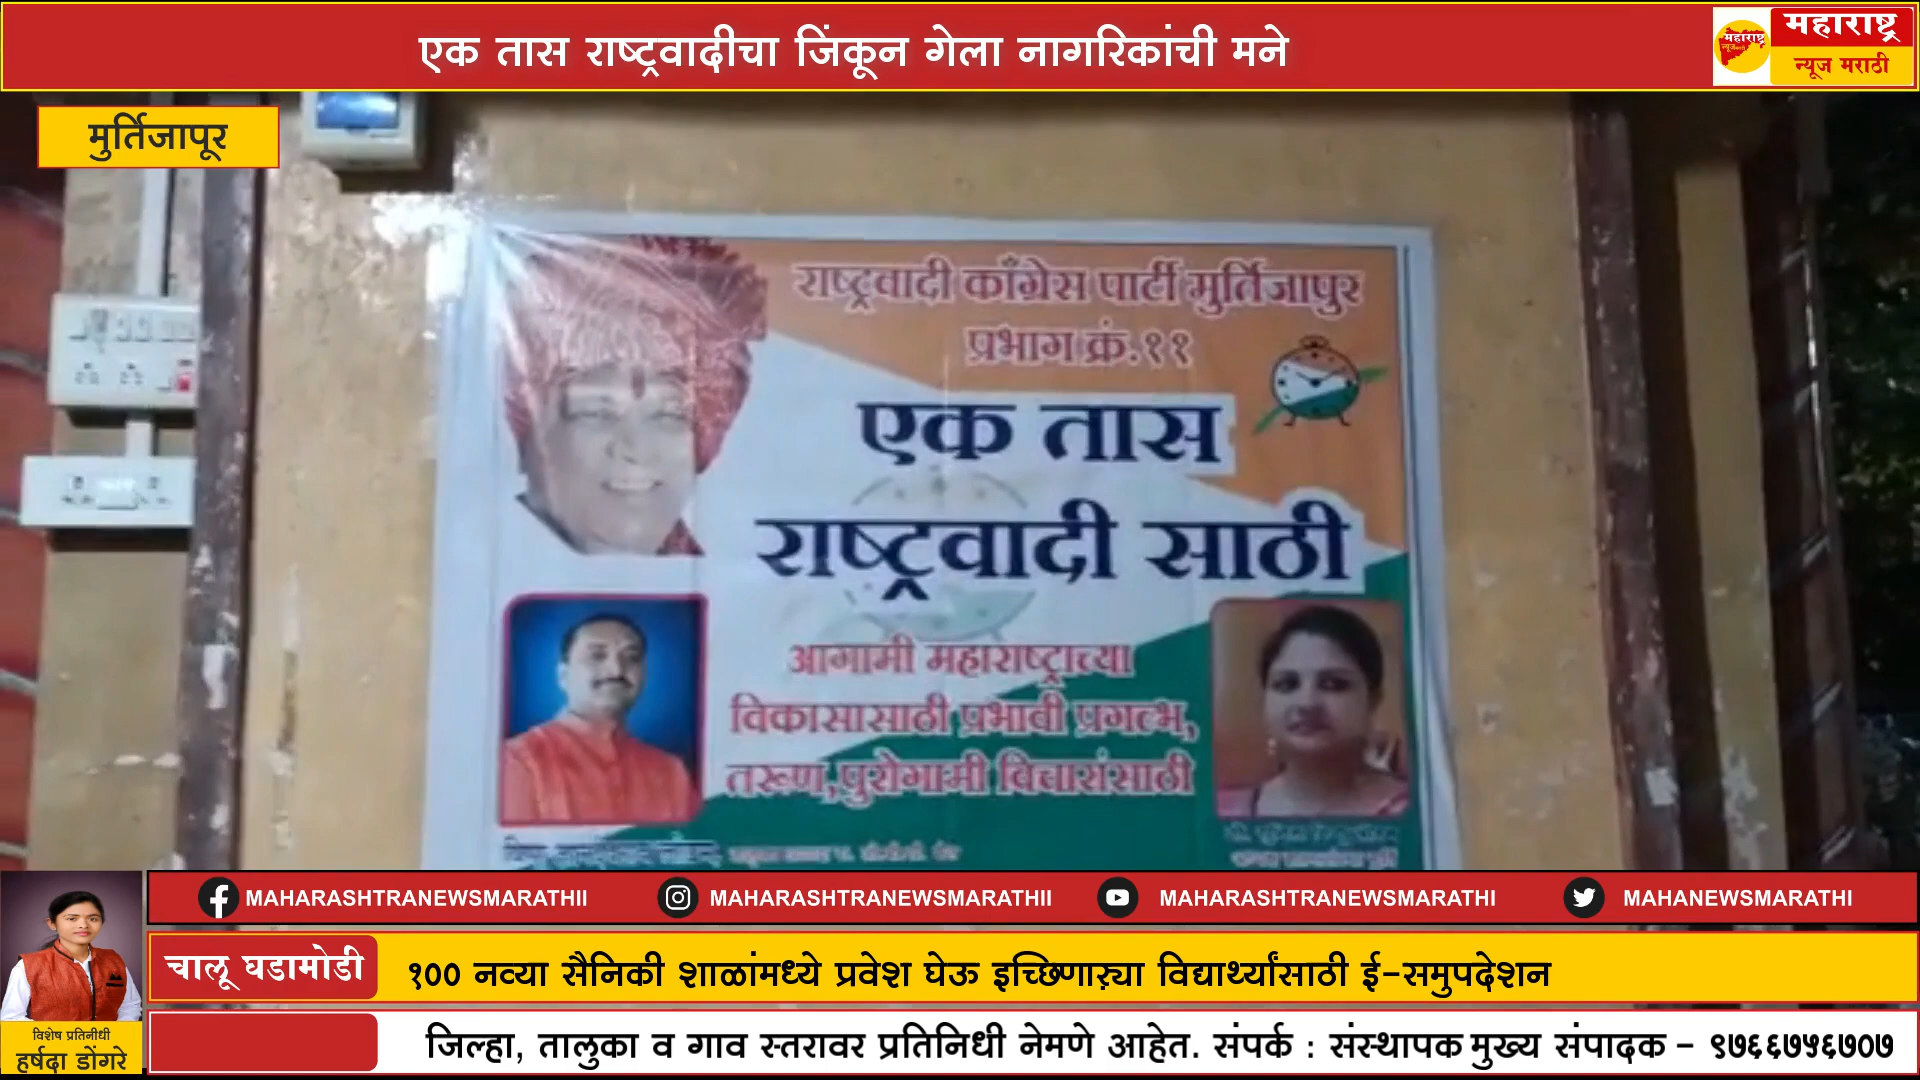 एक तास राष्ट्रवादीचा जिंकून गेला नागरिकांची मने
महाराष्ट्र
न्यूज मराठी
मुर्तिजापूर
राष्ट्रवादी काँग्रेस पार्टी मुर्तिजापुर
प्रभाग क्रं.११
एक तास
राष्ट्रवादी साठी
आगामी महाराष्ट्राच्या
विकासासाठी प्रभावी प्रगल्भ,
तरूण,पुरोगामी विचारांसाठी
MAHARASHTRANEWSMARATHII
MAHARASHTRANEWSMARATHII
MAHARASHTRANEWSMARATHI
MAHANEWSMARATHI
चालू घडामोडी
१०० नव्या सैनिकी शाळांमध्ये प्रवेश घेऊ इच्छिणाऱ्या विद्यार्थ्यांसाठी ई-समुपदेशन
विशेष प्रतिनीधी
हर्षदा डोंगरे
जिल्हा, तालुका व गाव स्तरावर प्रतिनिधी नेमणे आहेत. संपर्क : संस्थापक मुख्य संपादक - ९७६६७५६७०७